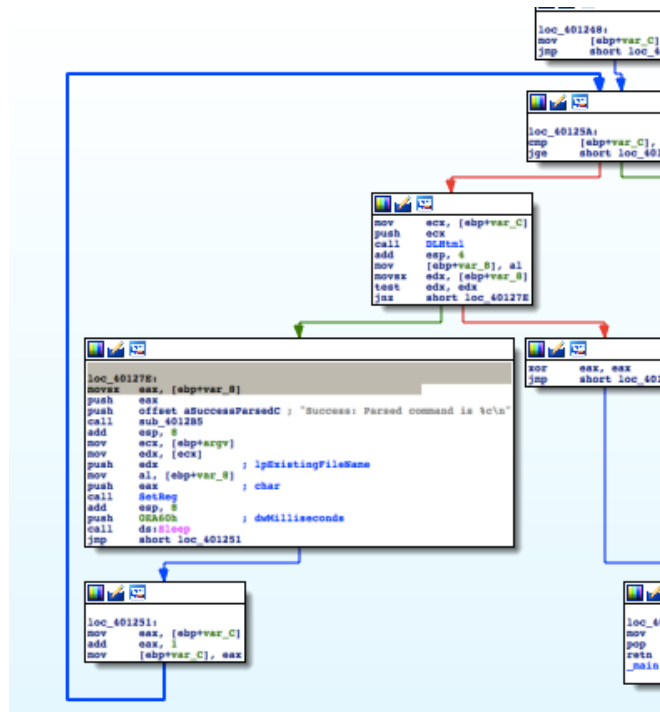 loc_401248:
mov [ebp+var_C]
jmp short loc_4
loc_40125A:
cmp [ebp+var_C],
jge short loc_401
mov ecx, [ebp+var_C]
push ecx
call DLHtml
add esp, 4
mov [ebp+var_8], al
movsx edx, [ebp+var_8]
test edx, edx
jnz short loc_40127E
loc_40127E:
movsx eax, [ebp+var_8]
push eax
push offset aSuccessParsedC ; "Success: Parsed command is %c\n"
call sub_4012B5
add esp, 8
mov ecx, [ebp+argv]
mov edx, [ecx]
push edx ; lpExistingFileName
mov al, [ebp+var_8]
push eax ; char
call SetReg
add esp, 8
push 0EA60h ; dwMilliseconds
call ds:Sleep
jmp short loc_401251
xor eax, eax
jmp short loc_401
loc_401251:
mov eax, [ebp+var_C]
add eax, 1
mov [ebp+var_C], eax
loc_4
mov
pop
retn
_main